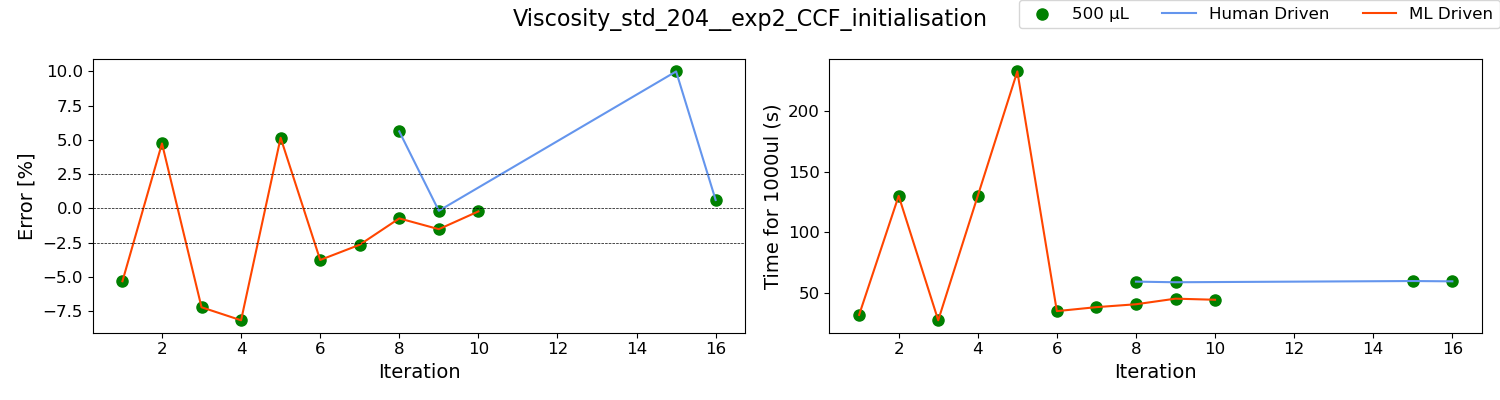 Viscosity_std_204__exp2_CCF_initialisation
500 µL
Human Driven
ML Driven
Error [%]
10.0
7.5
5.0
2.5
0.0
−2.5
−5.0
−7.5
2 4 6 8 10 12 14 16
Iteration
Time for 1000ul (s)
200
150
100
50
2 4 6 8 10 12 14 16
Iteration